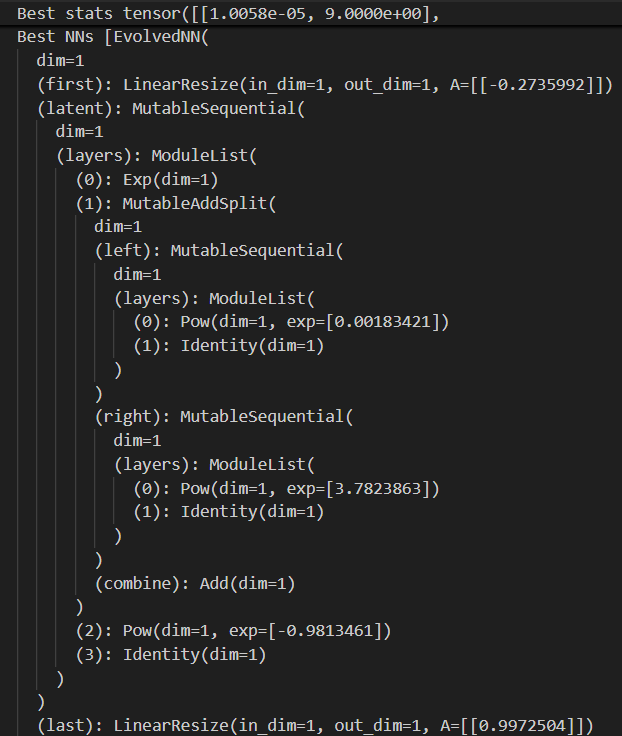 Best stats tensor([[1.0058e-05, 9.0000e+00],
Best NNs [EvolvedNN(
dim=1
(first): LinearResize(in_dim=1, out_dim=1, A=[[-0.2735992]])
(latent): MutableSequential(
dim=1
(layers): ModuleList(
(0): Exp(dim=1)
(1): MutableAddSplit(
dim=1
(left): MutableSequential(
dim=1
(layers): ModuleList(
(0): Pow(dim=1, exp=[0.00183421])
(1): Identity(dim=1)
)
)
(right): MutableSequential(
dim=1
(layers): ModuleList(
(0): Pow(dim=1, exp=[3.7823863])
(1): Identity(dim=1)
)
)
(combine): Add(dim=1)
)
(2): Pow(dim=1, exp=[-0.9813461])
(3): Identity(dim=1)
)
)
(last): LinearResize(in_dim=1, out_dim=1, A=[[0.9972504]])